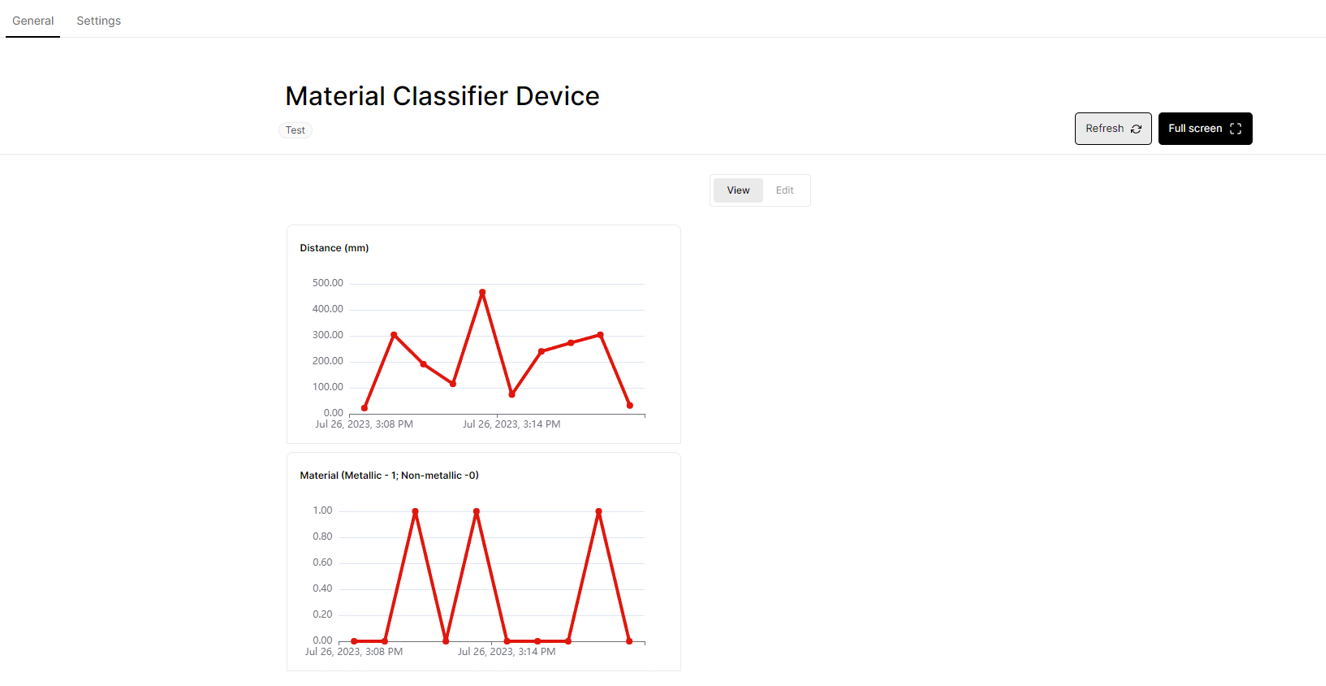 General Settings
Material Classifier Device
Test
Refresh Full screen
View Edit
Distance (mm)
500.00
400.00
300.00
200.00
100.00
0.00
Jul 26, 2023, 3:08 PM Jul 26, 2023, 3:14 PM
Material (Metallic - 1; Non-metallic -0)
1.00
0.80
0.60
0.40
0.20
0.00
Jul 26, 2023, 3:08 PM Jul 26, 2023, 3:14 PM